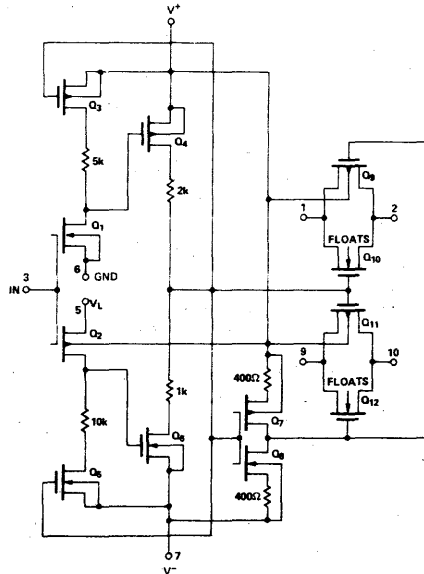 V+
Q3
Q4
5k
2k
Q9
1
2
Q1
FLOATS
6
GND
Q10
3
IN
5
VL
Q2
Q11
9
10
FLOATS
400Ω
Q12
1k
Q7
10k
Q6
Q8
Q5
400Ω
7
V−